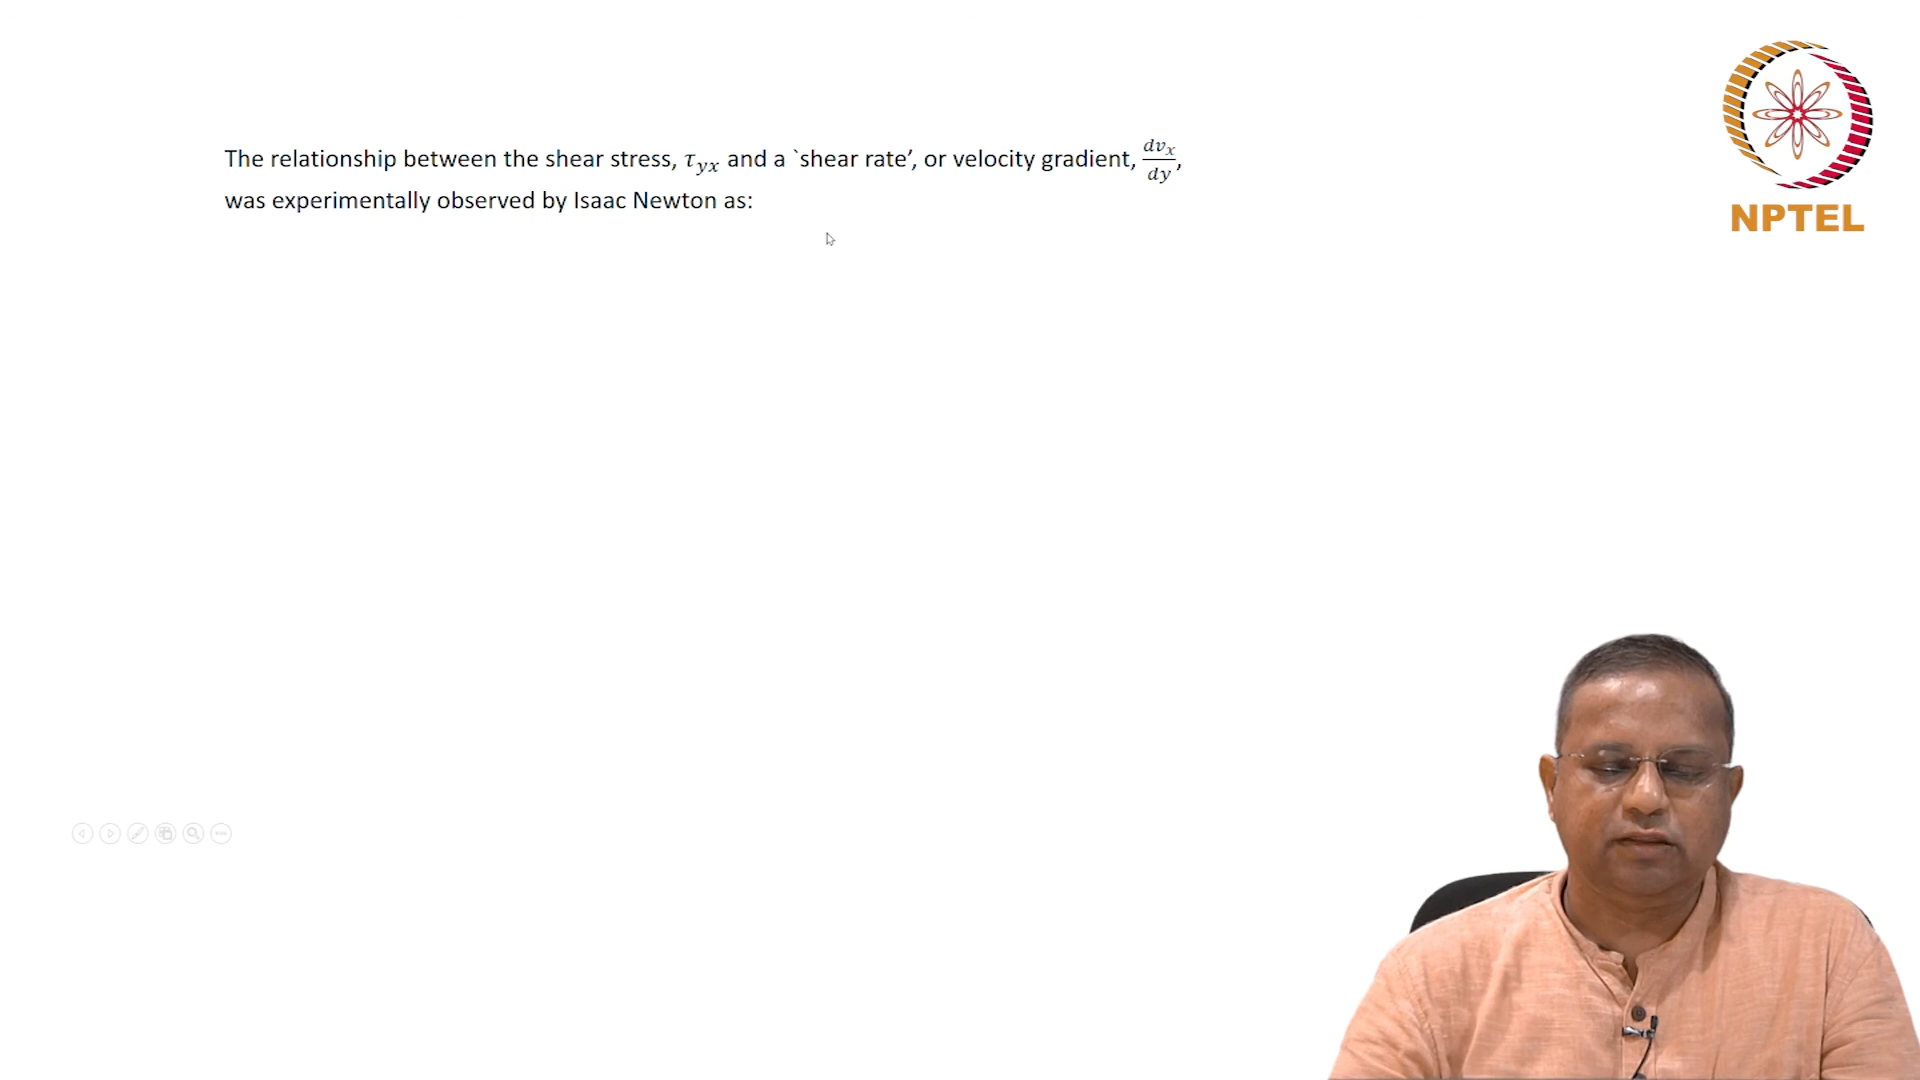 The relationship between the shear stress, τyx and a `shear rate’, or velocity gradient, dvx/dy,
was experimentally observed by Isaac Newton as:
NPTEL